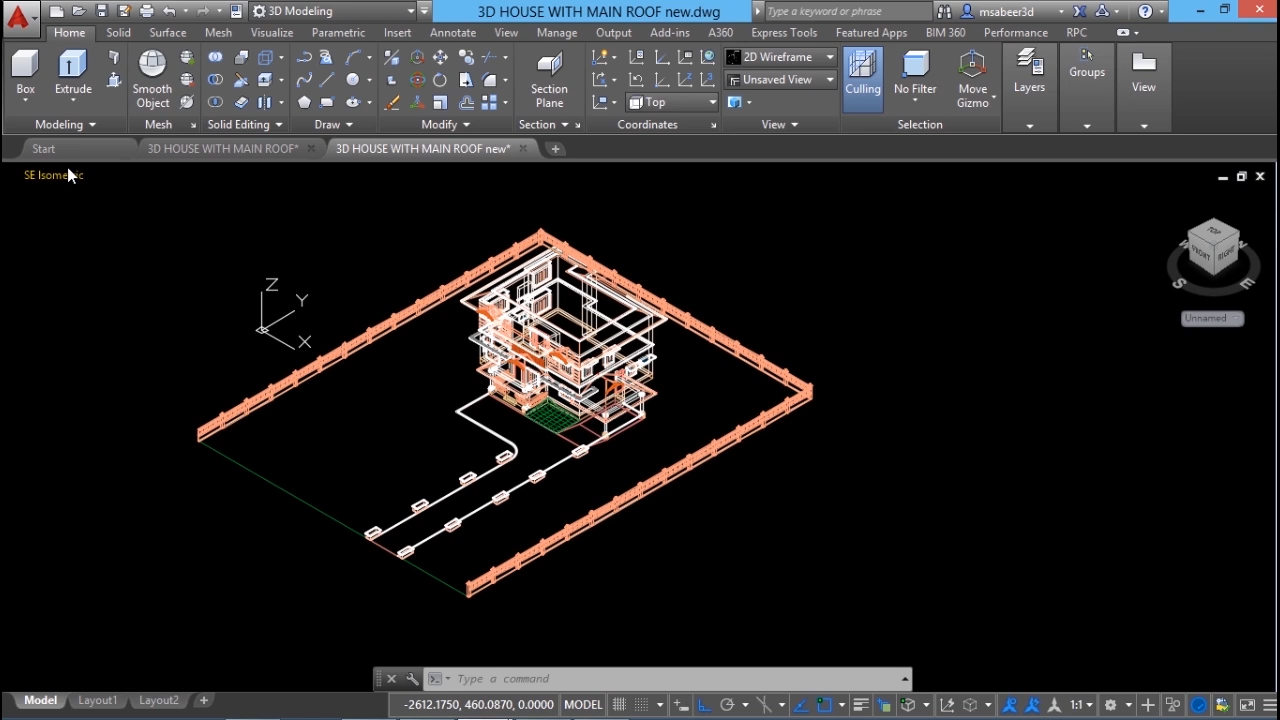 3D Modeling
3D HOUSE WITH MAIN ROOF new.dwg
Type a keyword or phrase
msabeer3d
Home Solid Surface Mesh Visualize Parametric Insert Annotate View Manage Output Add-ins A360 Express Tools Featured Apps BIM 360 Performance RPC
Box
Extrude
Smooth
Object
Section
Plane
Top
2D Wireframe
Unsaved View
Culling
No Filter
Move
Gizmo
Layers
Groups
View
Modeling
Mesh
Solid Editing
Draw
Modify
Section
Coordinates
View
Selection
Start
3D HOUSE WITH MAIN ROOF*
3D HOUSE WITH MAIN ROOF new*
Z
Y
X
TOP
FRONT
RIGHT
S
E
Unnamed
Type a command
Model Layout1 Layout2
-2612.1750, 460.0870, 0.0000 MODEL
1:1